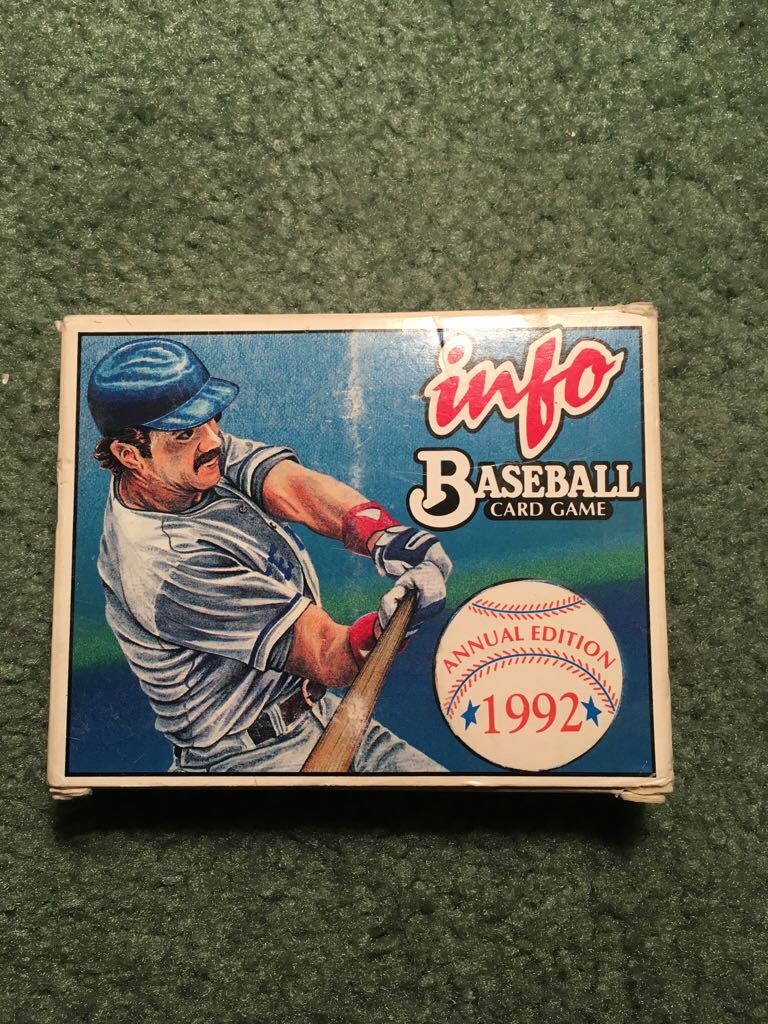 info
BASEBALL
CARD GAME
ANNUAL EDITION
1992